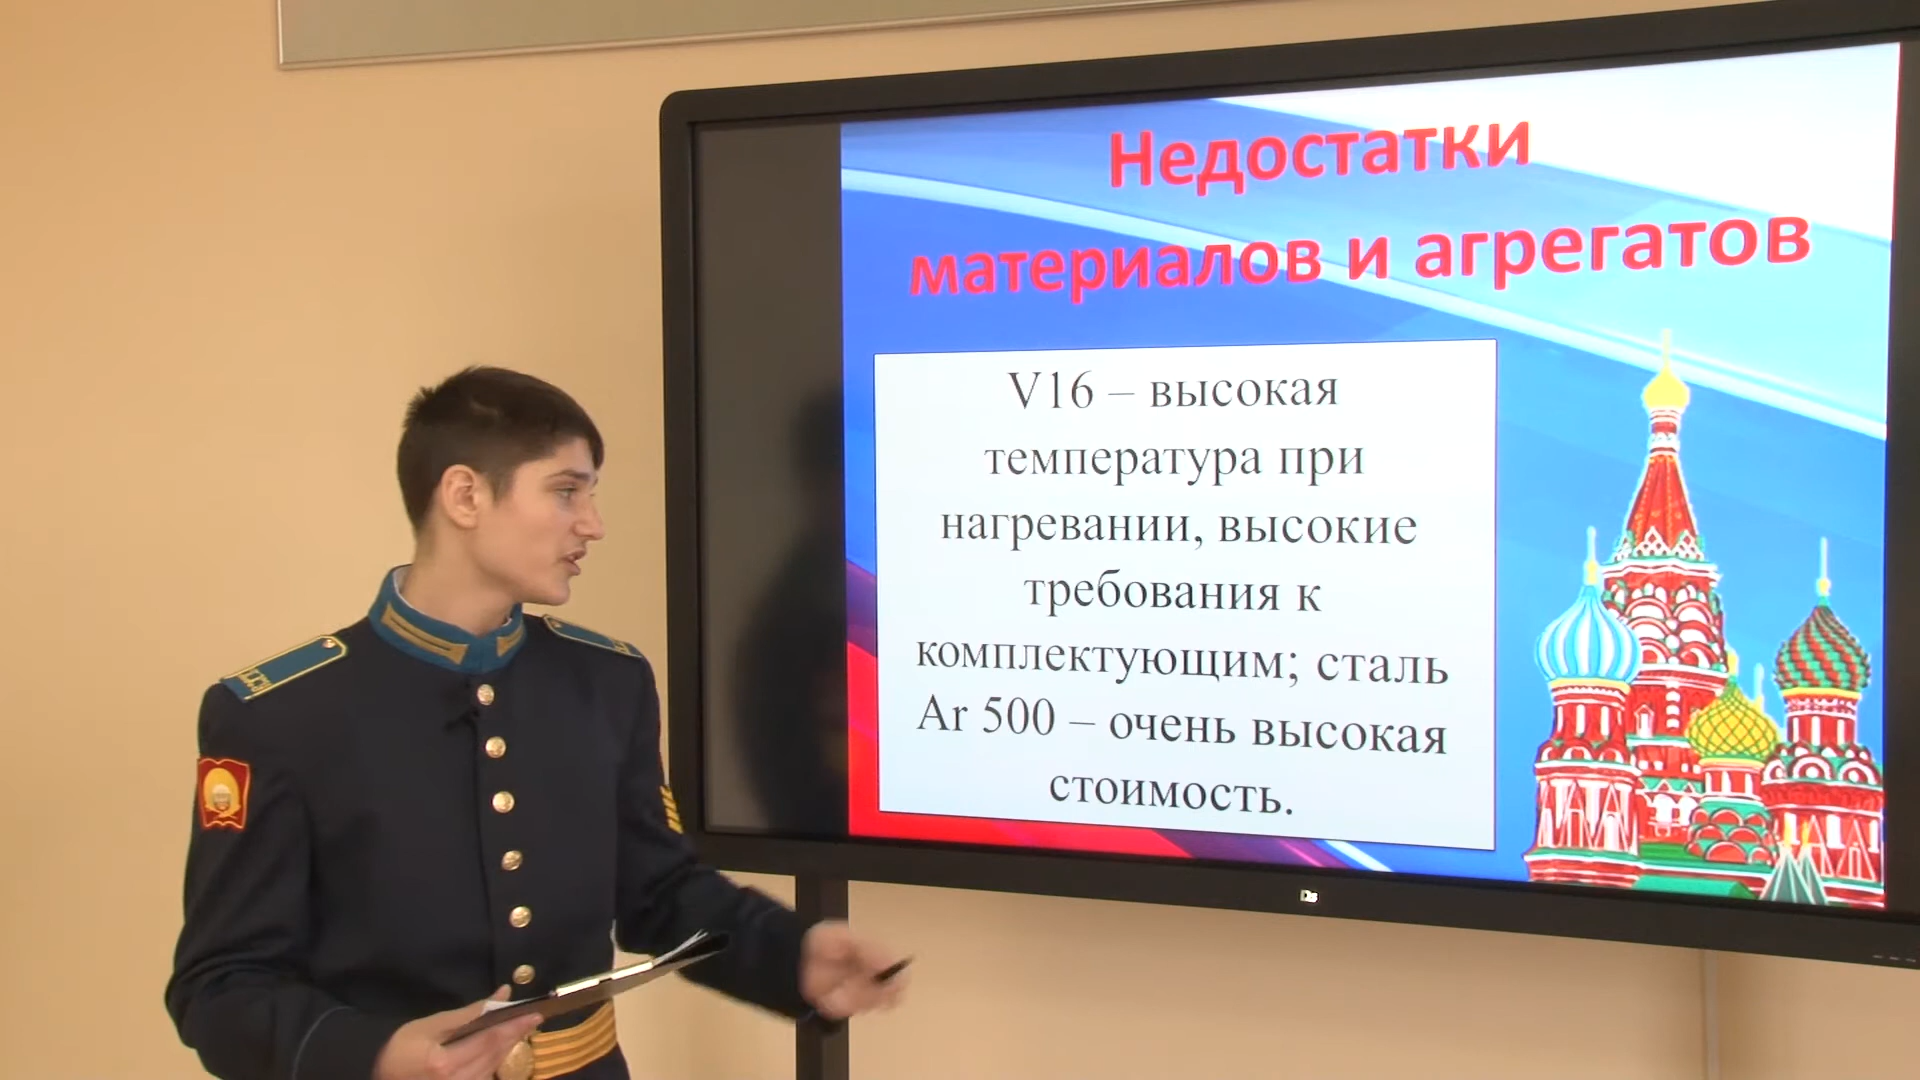 Недостатки
материалов и агрегатов
V16 – высокая
температура при
нагревании, высокие
требования к
комплектующим; сталь
Ar 500 – очень высокая
стоимость.